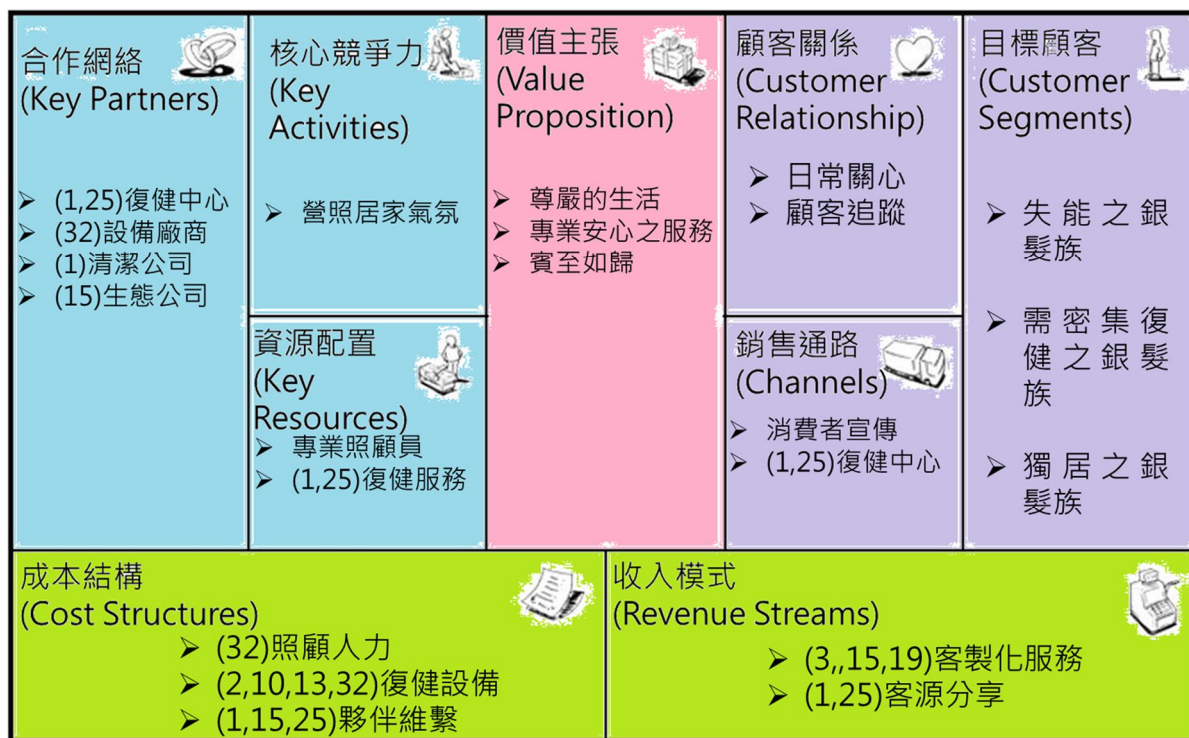 合作網絡
(Key Partners)
➢ (1,25)復健中心
➢ (32)設備廠商
➢ (1)清潔公司
➢ (15)生態公司
核心競爭力
(Key
Activities)
➢ 營照居家氣氛
資源配置
(Key
Resources)
➢ 專業照顧員
➢ (1,25)復健服務
價值主張
(Value
Proposition)
➢ 尊嚴的生活
➢ 專業安心之服務
➢ 賓至如歸
顧客關係
(Customer
Relationship)
➢ 日常關心
➢ 顧客追蹤
銷售通路
(Channels)
➢ 消費者宣傳
➢ (1,25)復健中心
目標顧客
(Customer
Segments)
➢ 失能之銀
髮族
➢ 需密集復
健之銀髮
族
➢ 獨居之銀
髮族
成本結構
(Cost Structures)
➢ (32)照顧人力
➢ (2,10,13,32)復健設備
➢ (1,15,25)夥伴維繫
收入模式
(Revenue Streams)
➢ (3,,15,19)客製化服務
➢ (1,25)客源分享